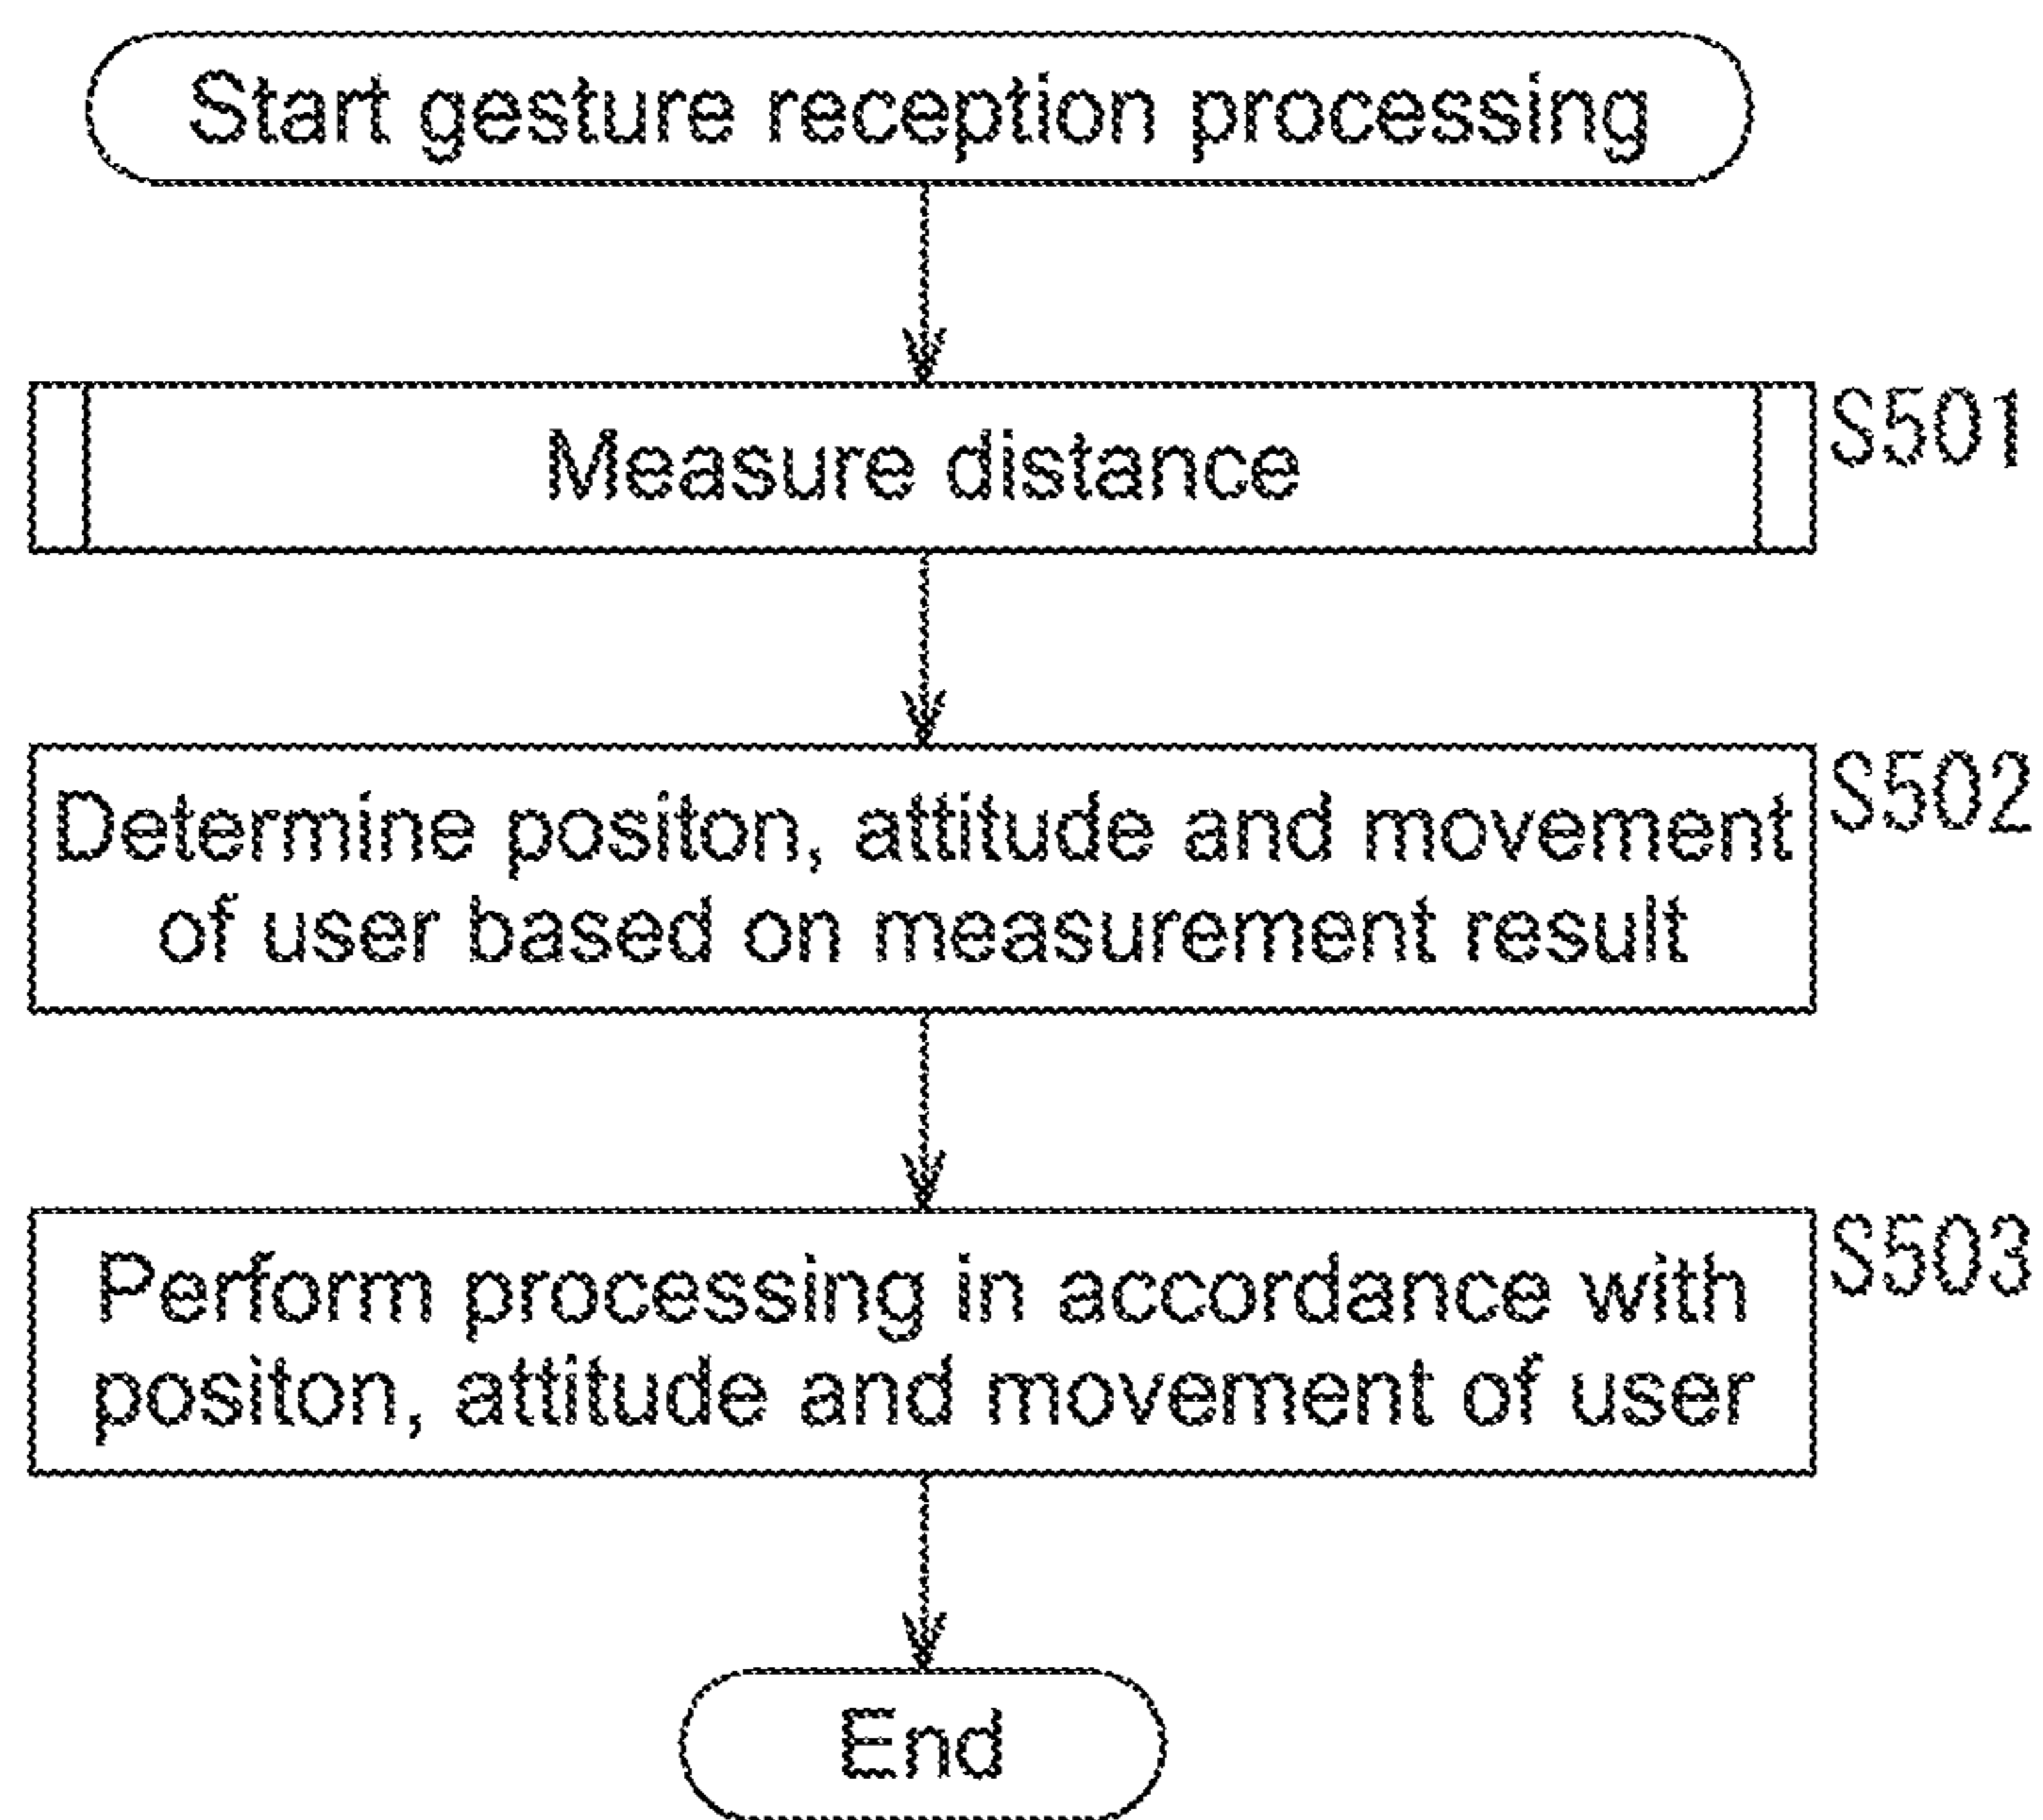 Start gesture reception processing
Measure distance
S501
Determine positon, attitude and movement
of user based on measurement result
S502
Perform processing in accordance with
positon, attitude and movement of user
S503
End